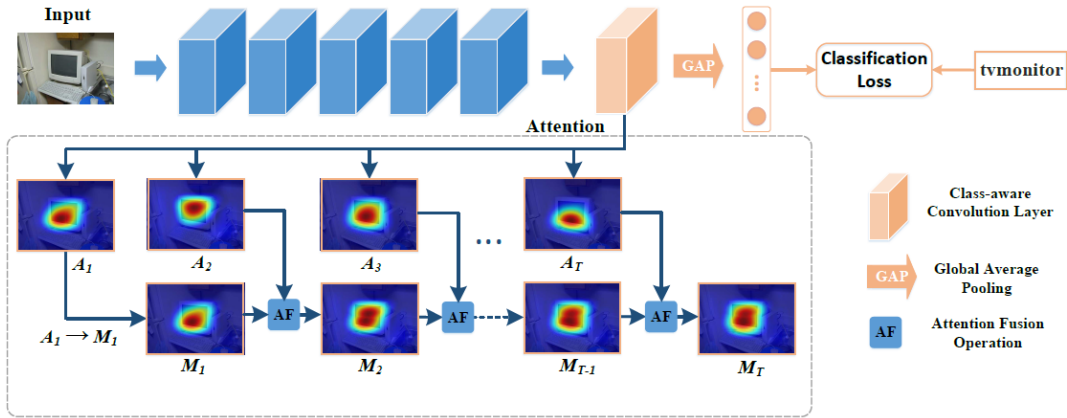 Input
GAP
Classification
Loss
tvmonitor
Attention
A1
A2
A3
...
AT
Class-aware
Convolution Layer
GAP
Global Average
Pooling
A1 → M1
M1
AF
M2
AF
MT-1
AF
MT
AF
Attention Fusion
Operation